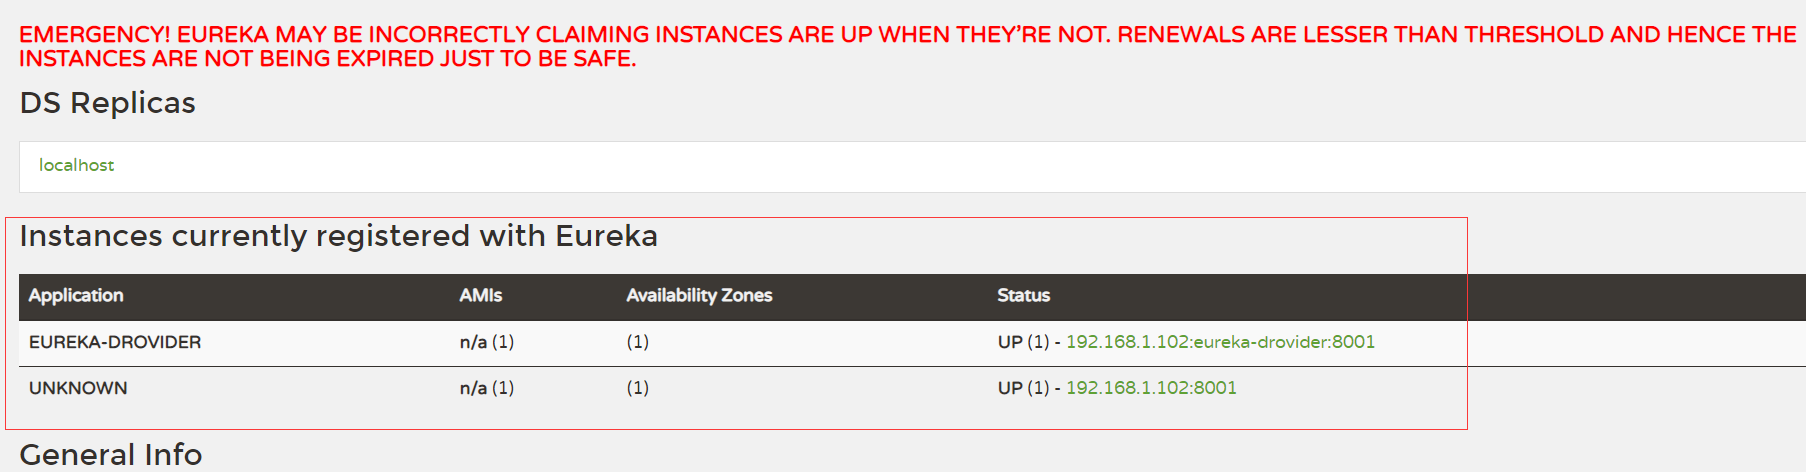 EMERGENCY! EUREKA MAY BE INCORRECTLY CLAIMING INSTANCES ARE UP WHEN THEY’RE NOT. RENEWALS ARE LESSER THAN THRESHOLD AND HENCE THE
INSTANCES ARE NOT BEING EXPIRED JUST TO BE SAFE.
DS Replicas
localhost
Instances currently registered with Eureka
Application AMIs Availability Zones Status
EUREKA-DROVIDER n/a (1) (1) UP (1) - 192.168.1.102:eureka-drovider:8001
UNKNOWN n/a (1) (1) UP (1) - 192.168.1.102:8001
General Info